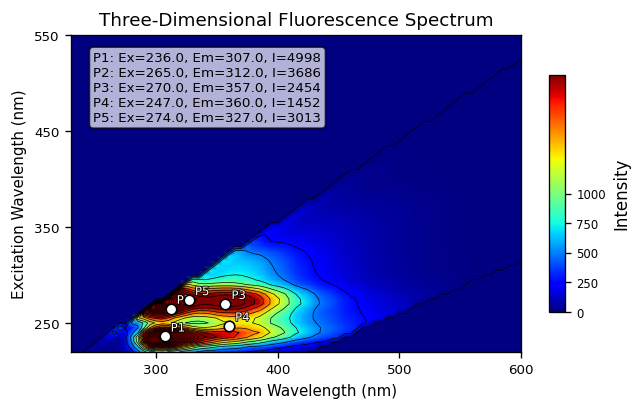 Three-Dimensional Fluorescence Spectrum
P1: Ex=236.0, Em=307.0, I=4998
P2: Ex=265.0, Em=312.0, I=3686
P3: Ex=270.0, Em=357.0, I=2454
P4: Ex=247.0, Em=360.0, I=1452
P5: Ex=274.0, Em=327.0, I=3013
550
450
350
250
Excitation Wavelength (nm)
P5
P3
P4
P1
300
400
500
600
Emission Wavelength (nm)
1000
750
500
250
0
Intensity